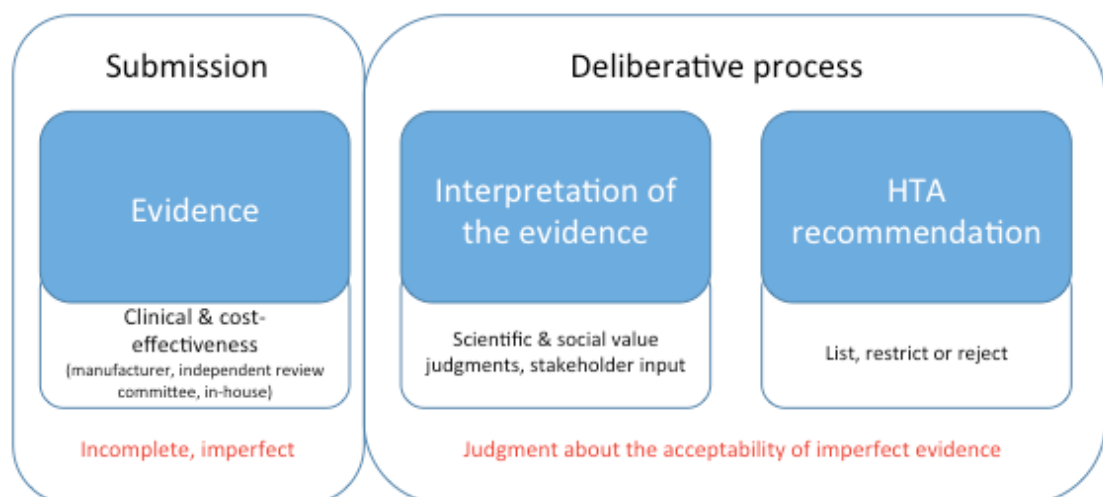 Submission
Evidence
Clinical & cost-
effectiveness
(manufacturer, independent review
committee, in-house)
Incomplete, imperfect
Deliberative process
Interpretation of
the evidence
Scientific & social value
judgments, stakeholder input
HTA
recommendation
List, restrict or reject
Judgment about the acceptability of imperfect evidence